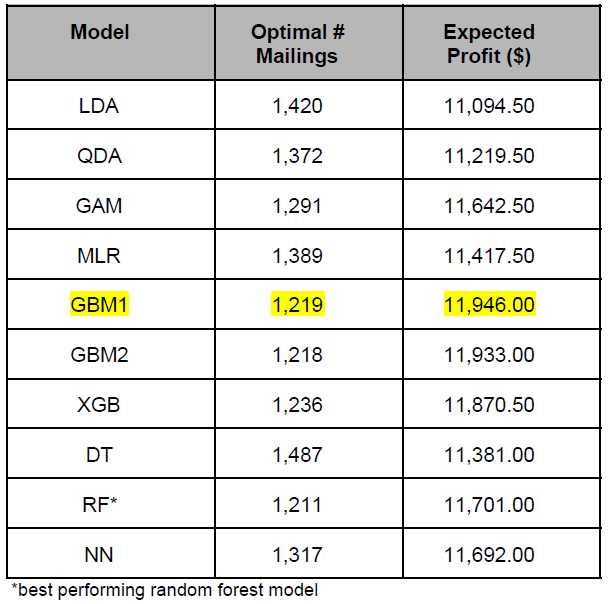 Model Optimal # Mailings Expected Profit ($)
LDA 1,420 11,094.50
QDA 1,372 11,219.50
GAM 1,291 11,642.50
MLR 1,389 11,417.50
GBM1 1,219 11,946.00
GBM2 1,218 11,933.00
XGB 1,236 11,870.50
DT 1,487 11,381.00
RF* 1,211 11,701.00
NN 1,317 11,692.00
*best performing random forest model